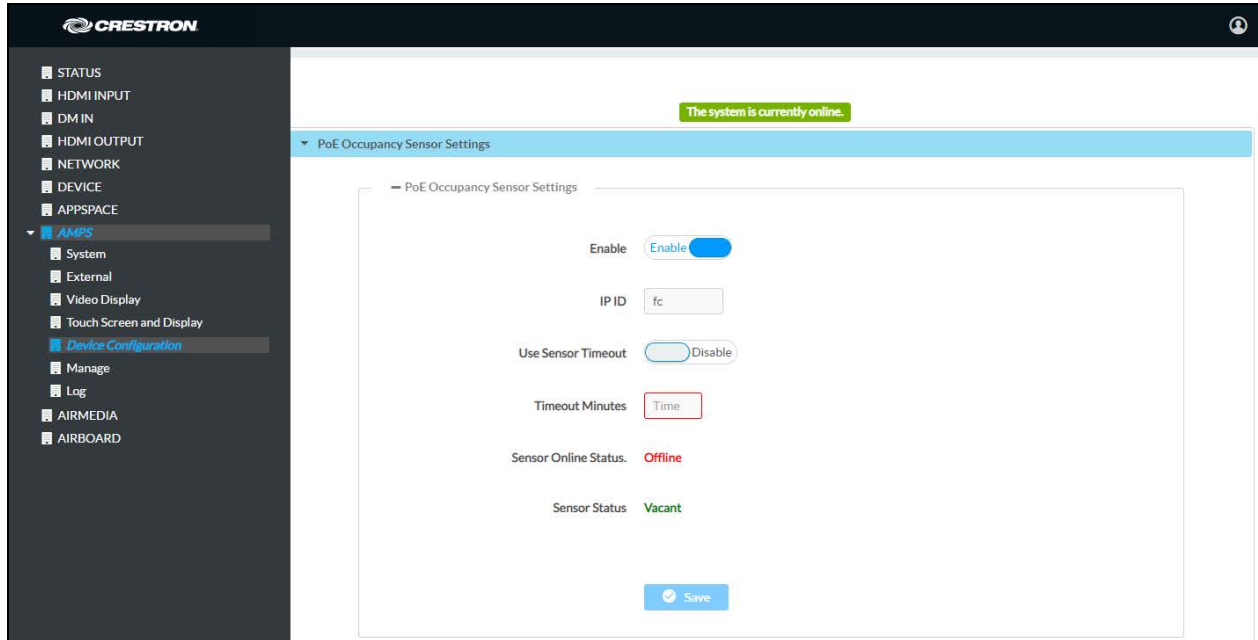 CRESTRON
STATUS
HDMI INPUT
DM IN
HDMI OUTPUT
NETWORK
DEVICE
APPSPACE
AMPS
System
External
Video Display
Touch Screen and Display
Device Configuration
Manage
Log
AIRMEDIA
AIRBOARD
The system is currently online.
PoE Occupancy Sensor Settings
PoE Occupancy Sensor Settings
Enable Enable
IP ID fc
Use Sensor Timeout Disable
Timeout Minutes Time
Sensor Online Status. Offline
Sensor Status Vacant
Save